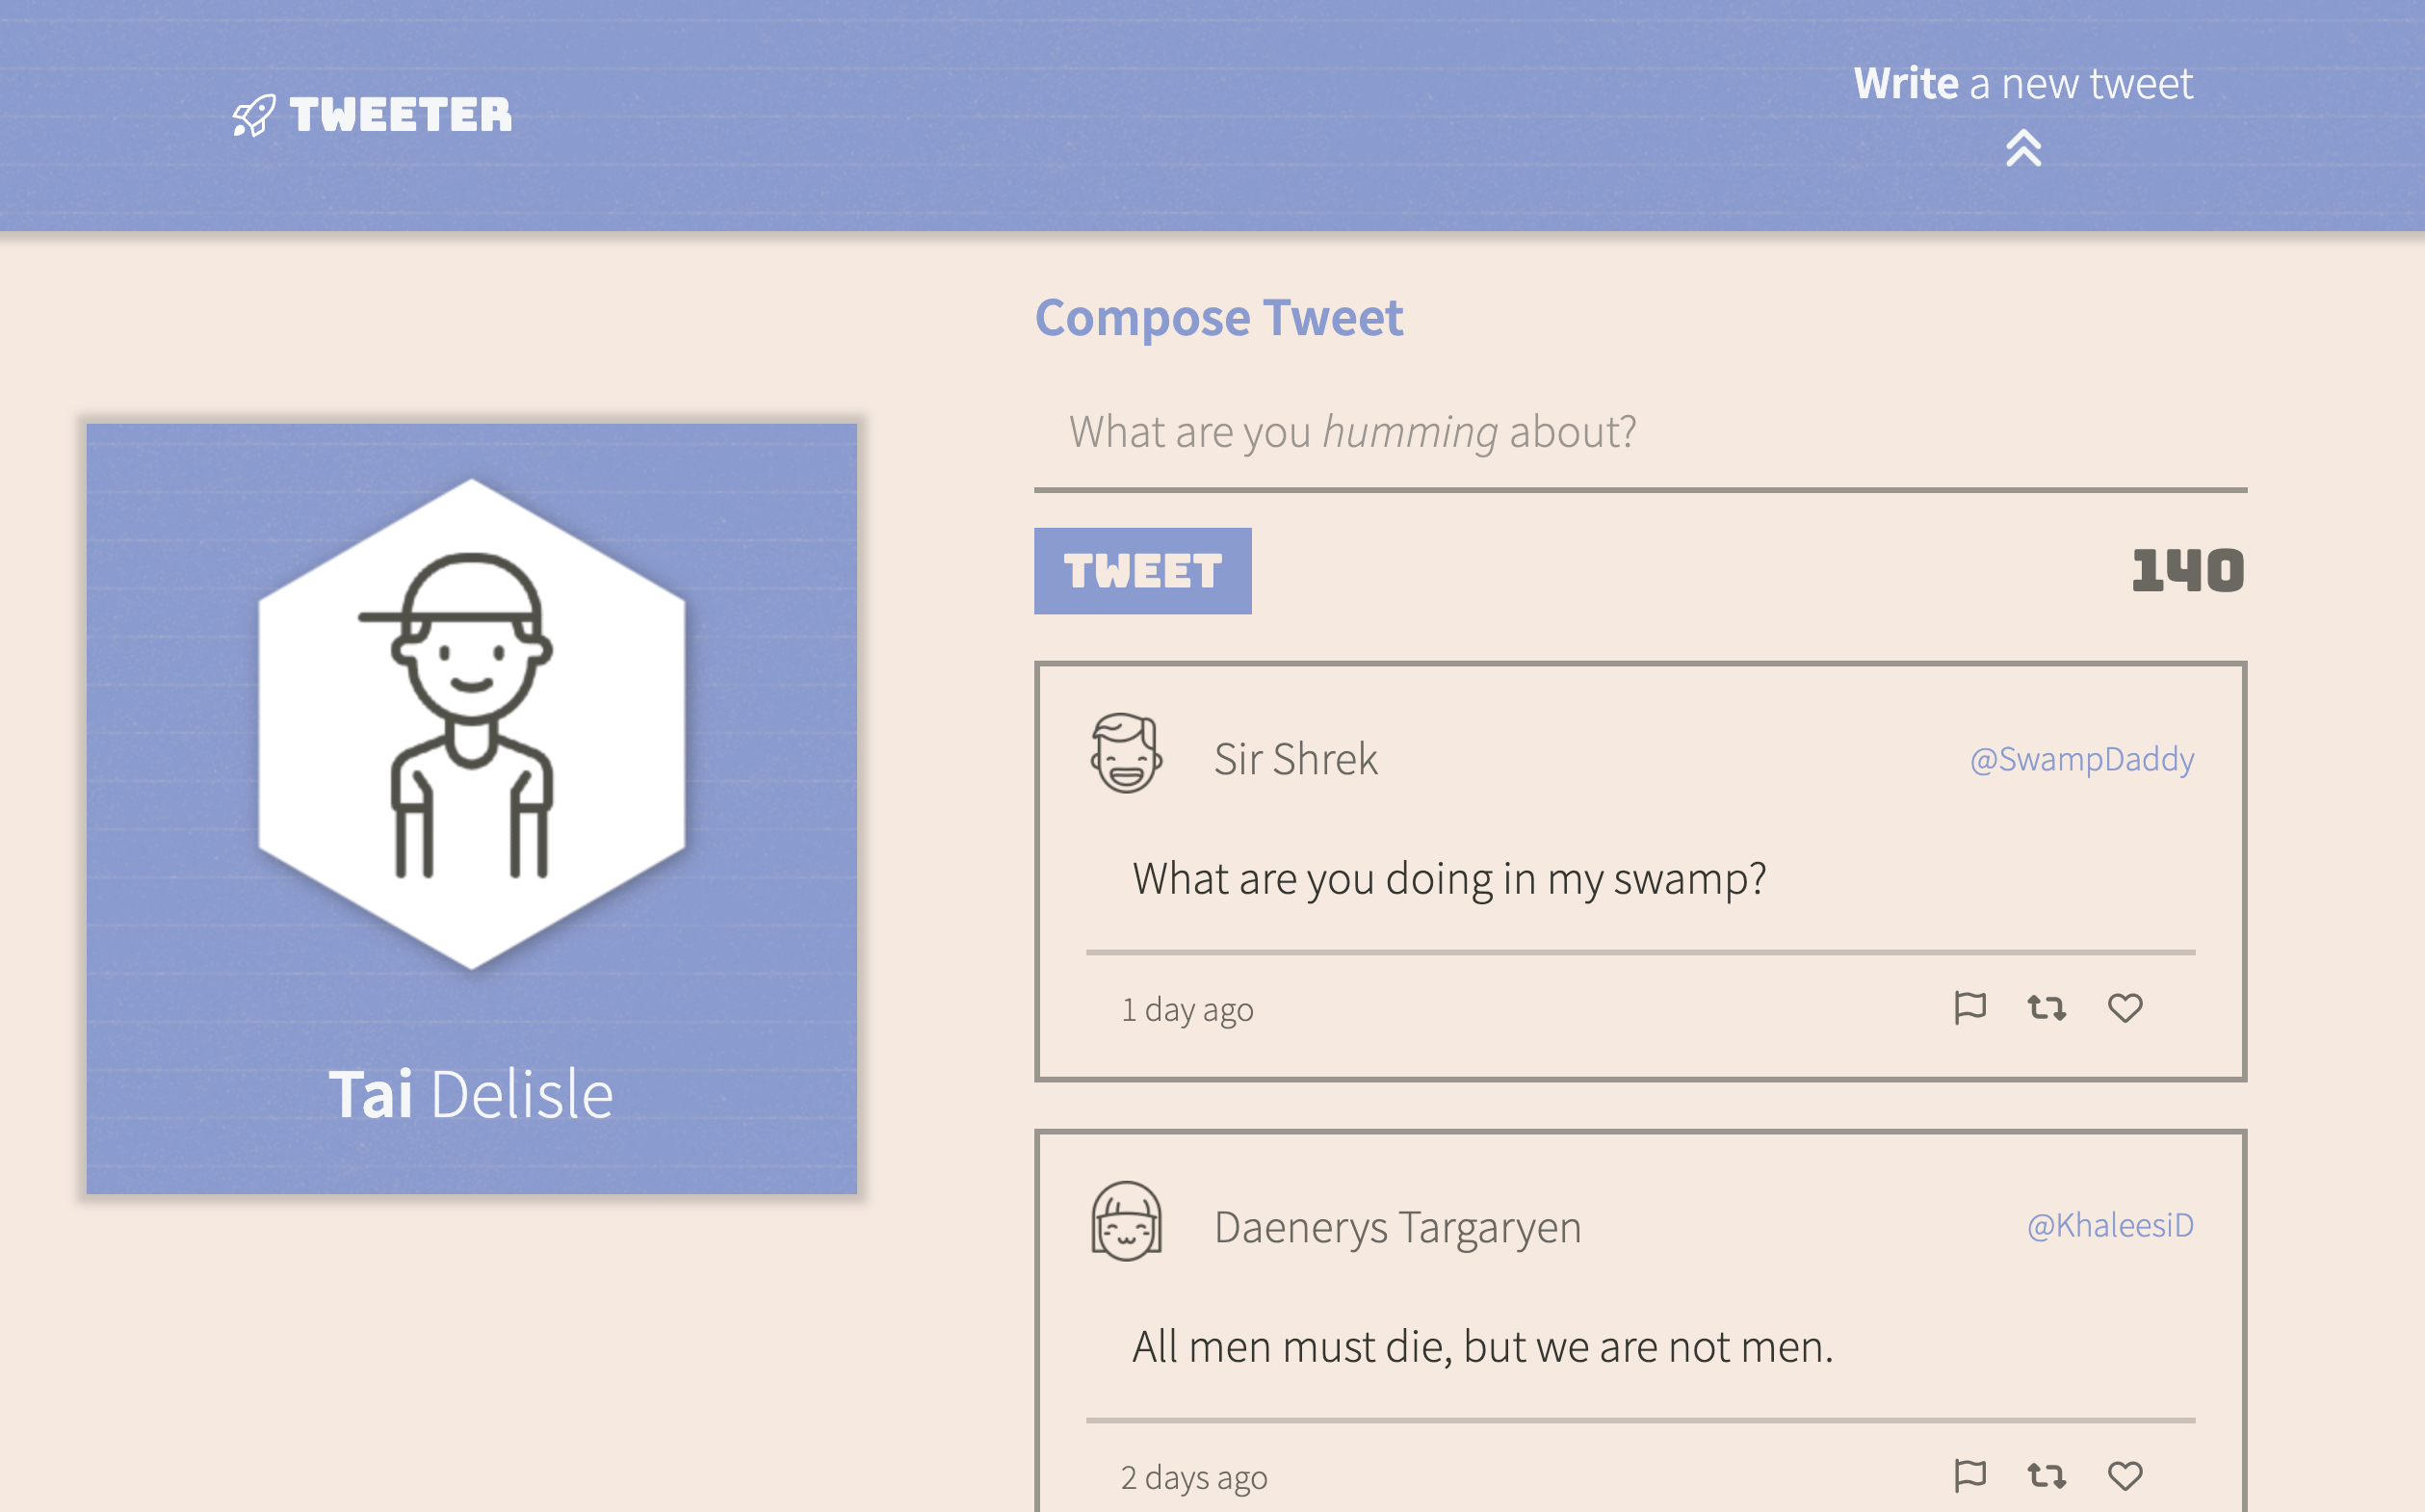 TWEETER
Write a new tweet
Compose Tweet
What are you humming about?
TWEET
140
Tai Delisle
Sir Shrek
@SwampDaddy
What are you doing in my swamp?
1 day ago
Daenerys Targaryen
@KhaleesiD
All men must die, but we are not men.
2 days ago